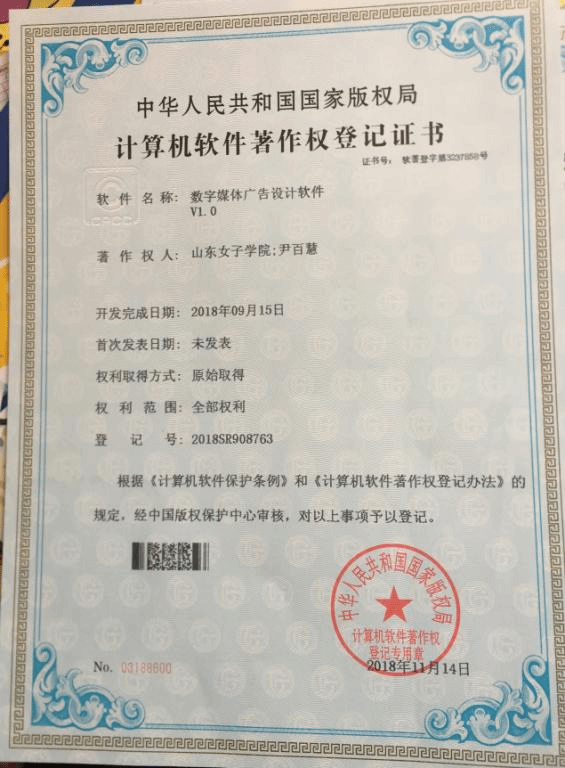 中华人民共和国国家版权局
计算机软件著作权登记证书
证书号： 软著登字第3237858号
CPCC
软件名称： 数字媒体广告设计软件
V1.0
著作权人： 山东女子学院;尹百慧
开发完成日期： 2018年09月15日
首次发表日期： 未发表
权利取得方式： 原始取得
权利范围： 全部权利
登记号： 2018SR908763
根据《计算机软件保护条例》和《计算机软件著作权登记办法》的
规定，经中国版权保护中心审核，对以上事项予以登记。
中华人民共和国国家版权局
计算机软件著作权
登记专用章
No. 03188600
2018年11月14日